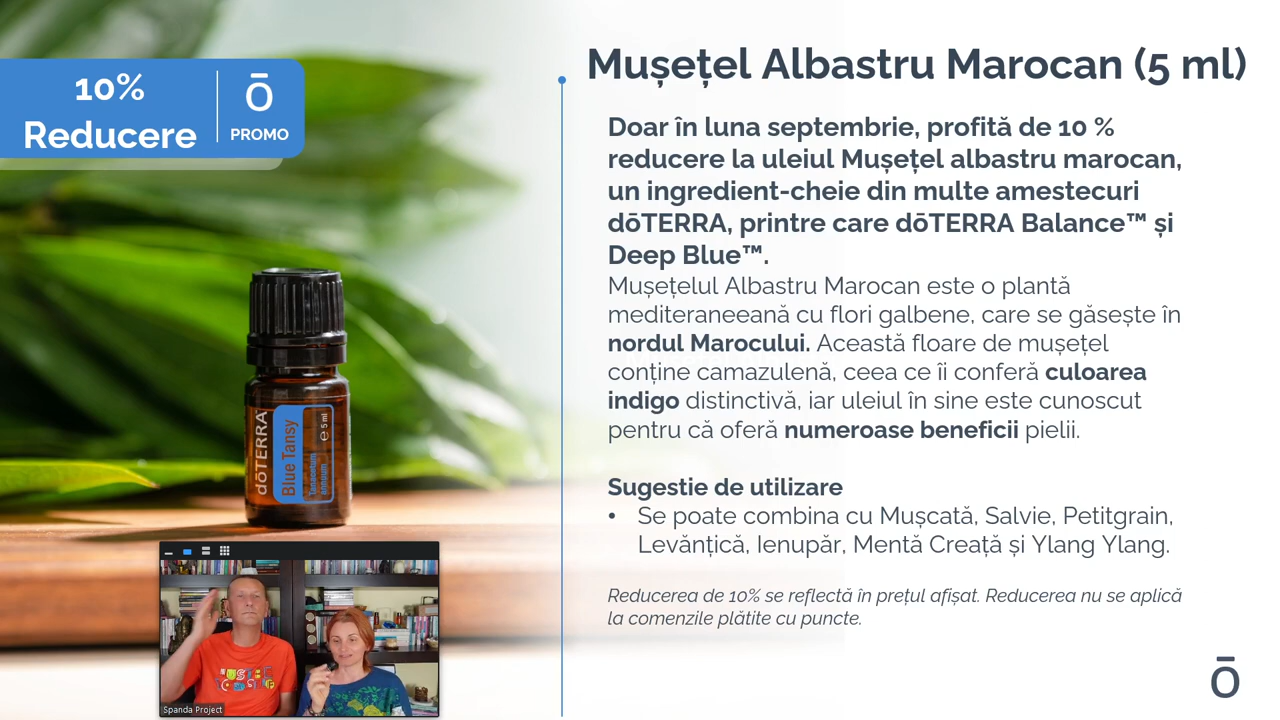 10%
Reducere
ō
PROMO
Mușețel Albastru Marocan (5 ml)
Doar în luna septembrie, profită de 10 %
reducere la uleiul Mușețel albastru marocan,
un ingredient-cheie din multe amestecuri
dōTERRA, printre care dōTERRA Balance™ și
Deep Blue™.
Mușețelul Albastru Marocan este o plantă
mediteraneeană cu flori galbene, care se găsește în
nordul Marocului. Această floare de mușețel
conține camazulenă, ceea ce îi conferă culoarea
indigo distinctivă, iar uleiul în sine este cunoscut
pentru că oferă numeroase beneficii pielii.
Sugestie de utilizare
• Se poate combina cu Mușcată, Salvie, Petitgrain,
Levănțică, Ienupăr, Mentă Creață și Ylang Ylang.
Reducerea de 10% se reflectă în prețul afișat. Reducerea nu se aplică
la comenzile plătite cu puncte.
dōTERRA
Blue Tansy
Tanacetum
annuum
℮ 5 ml
Spanda Project
ō